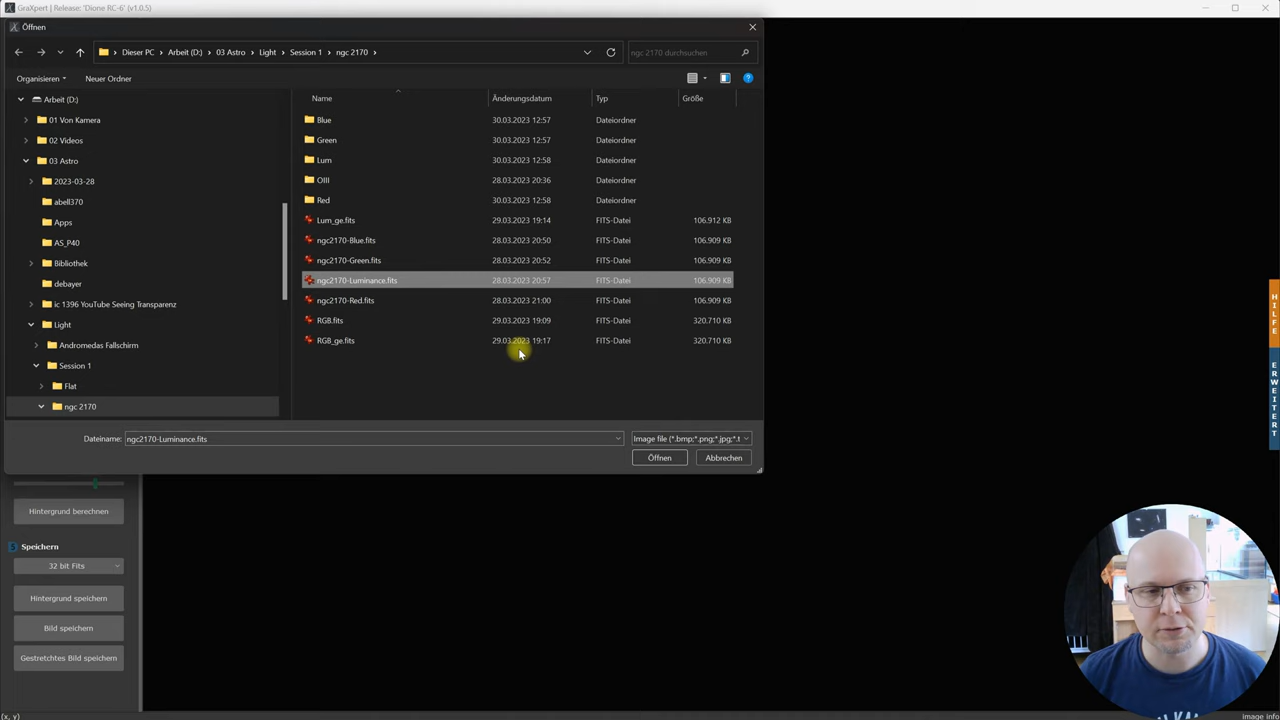 GraXpert | Release: "Dione RC-6" (v1.0.5)
Öffnen
Dieser PC > Arbeit (D:) > 03 Astro > Light > Session 1 > ngc 2170 >
ngc 2170 durchsuchen
Organisieren
Neuer Ordner
Arbeit (D:)
01 Von Kamera
02 Videos
03 Astro
2023-03-28
abell370
Apps
AS_P40
Bibliothek
debayer
ic 1396 YouTube Seeing Transparenz
Light
Andromedas Fallschirm
Session 1
Flat
ngc 2170
Name Änderungsdatum Typ Größe
Blue 30.03.2023 12:57 Dateiordner
Green 30.03.2023 12:57 Dateiordner
Lum 30.03.2023 12:58 Dateiordner
OIII 28.03.2023 20:36 Dateiordner
Red 30.03.2023 12:58 Dateiordner
Lum_ge.fits 29.03.2023 19:14 FITS-Datei 106.912 KB
ngc2170-Blue.fits 28.03.2023 20:50 FITS-Datei 106.909 KB
ngc2170-Green.fits 28.03.2023 20:52 FITS-Datei 106.909 KB
ngc2170-Luminance.fits 28.03.2023 20:57 FITS-Datei 106.909 KB
ngc2170-Red.fits 28.03.2023 21:00 FITS-Datei 106.909 KB
RGB.fits 29.03.2023 19:09 FITS-Datei 320.710 KB
RGB_ge.fits 29.03.2023 19:17 FITS-Datei 320.710 KB
Dateiname: ngc2170-Luminance.fits
Image file (*.bmp;*.png;*.jpg;*.t
Öffnen
Abbrechen
Hintergrund berechnen
5 Speichern
32 bit Fits
Hintergrund speichern
Bild speichern
Gestretchtes Bild speichern
HILFE
ERWEITERT
(x, y)
Image info